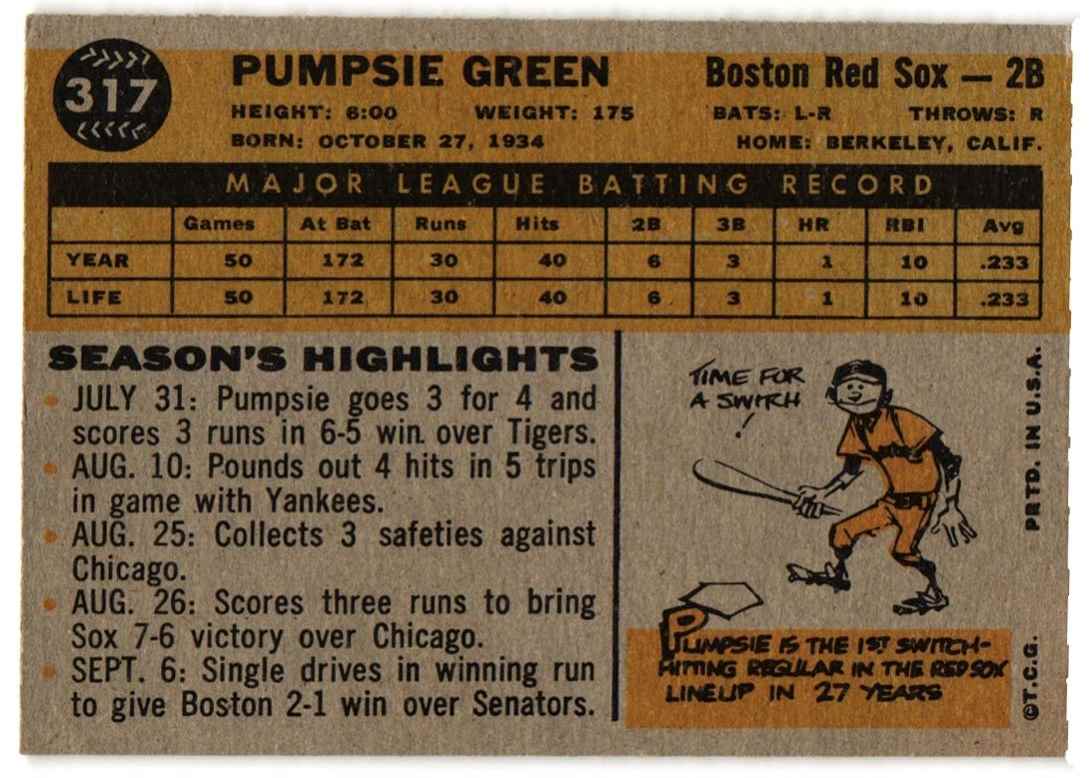 317
PUMPSIE GREEN
Boston Red Sox — 2B
HEIGHT: 6:00 WEIGHT: 175 BATS: L-R THROWS: R
BORN: OCTOBER 27, 1934 HOME: BERKELEY, CALIF.
MAJOR LEAGUE BATTING RECORD
Games At Bat Runs Hits 2B 3B HR RBI Avg
YEAR 50 172 30 40 6 3 1 10 .233
LIFE 50 172 30 40 6 3 1 10 .233
SEASON'S HIGHLIGHTS
• JULY 31: Pumpsie goes 3 for 4 and
scores 3 runs in 6-5 win over Tigers.
• AUG. 10: Pounds out 4 hits in 5 trips
in game with Yankees.
• AUG. 25: Collects 3 safeties against
Chicago.
• AUG. 26: Scores three runs to bring
Sox 7-6 victory over Chicago.
• SEPT. 6: Single drives in winning run
to give Boston 2-1 win over Senators.
TIME FOR
A SWITCH
!
PUMPSIE IS THE 1ST SWITCH-
HITTING REGULAR IN THE RED SOX
LINEUP IN 27 YEARS
PRTD. IN U.S.A.
©T.C.G.